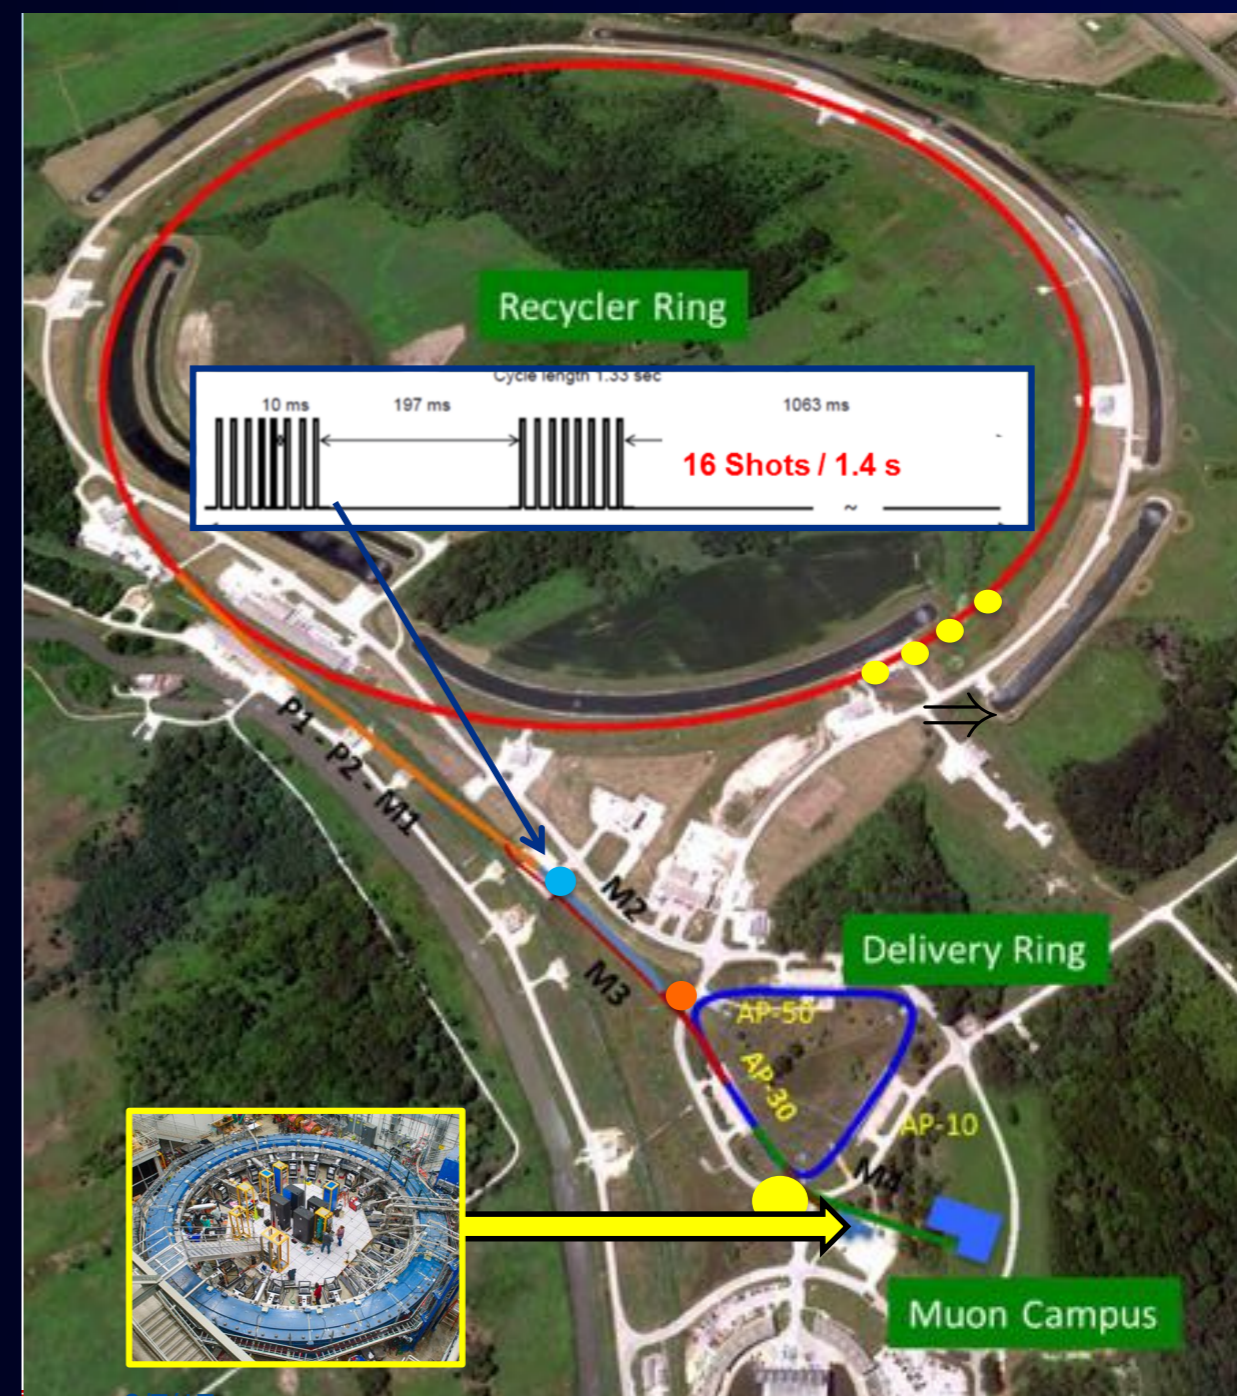 Recycler Ring
Cycle length 1.33 sec
10 ms
197 ms
1063 ms
16 Shots / 1.4 s
~
P1 - P2 - M1
M2
M3
Delivery Ring
AP-50
AP-30
AP-10
M4
Muon Campus